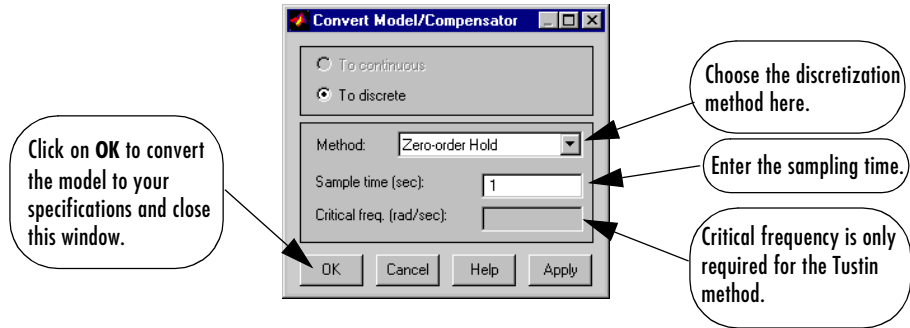 Convert Model/Compensator
To continuous
To discrete
Method: Zero-order Hold
Sample time (sec): 1
Critical freq. (rad/sec):
OK Cancel Help Apply
Click on OK to convert
the model to your
specifications and close
this window.
Choose the discretization
method here.
Enter the sampling time.
Critical frequency is only
required for the Tustin
method.